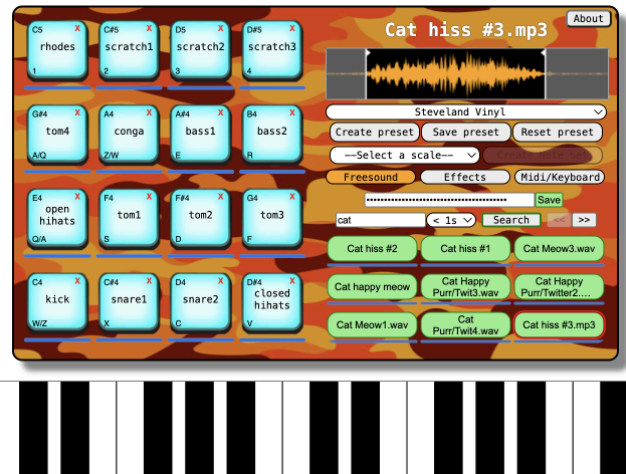 About
Cat hiss #3.mp3
C5 X C#5 X D5 X D#5 X
rhodes scratch1 scratch2 scratch3
1 2 3 4
Steveland Vinyl
G#4 X A4 X A#4 X B4 X
tom4 conga bass1 bass2
A/Q Z/W E R
Create preset Save preset Reset preset
--Select a scale-- Create Note Set
Freesound Effects Midi/Keyboard
E4 X F4 X F#4 X G4 X
open hihats tom1 tom2 tom3
Q/A S D F
Save
cat < 1s Search << >>
Cat hiss #2 Cat hiss #1 Cat Meow3.wav
C4 X C#4 X D4 X D#4 X
kick snare1 snare2 closed hihats
W/Z X C V
Cat happy meow Cat Happy Purr/Twit3.wav Cat Happy Purr/Twitter2....
Cat Meow1.wav Cat Purr/Twit4.wav Cat hiss #3.mp3